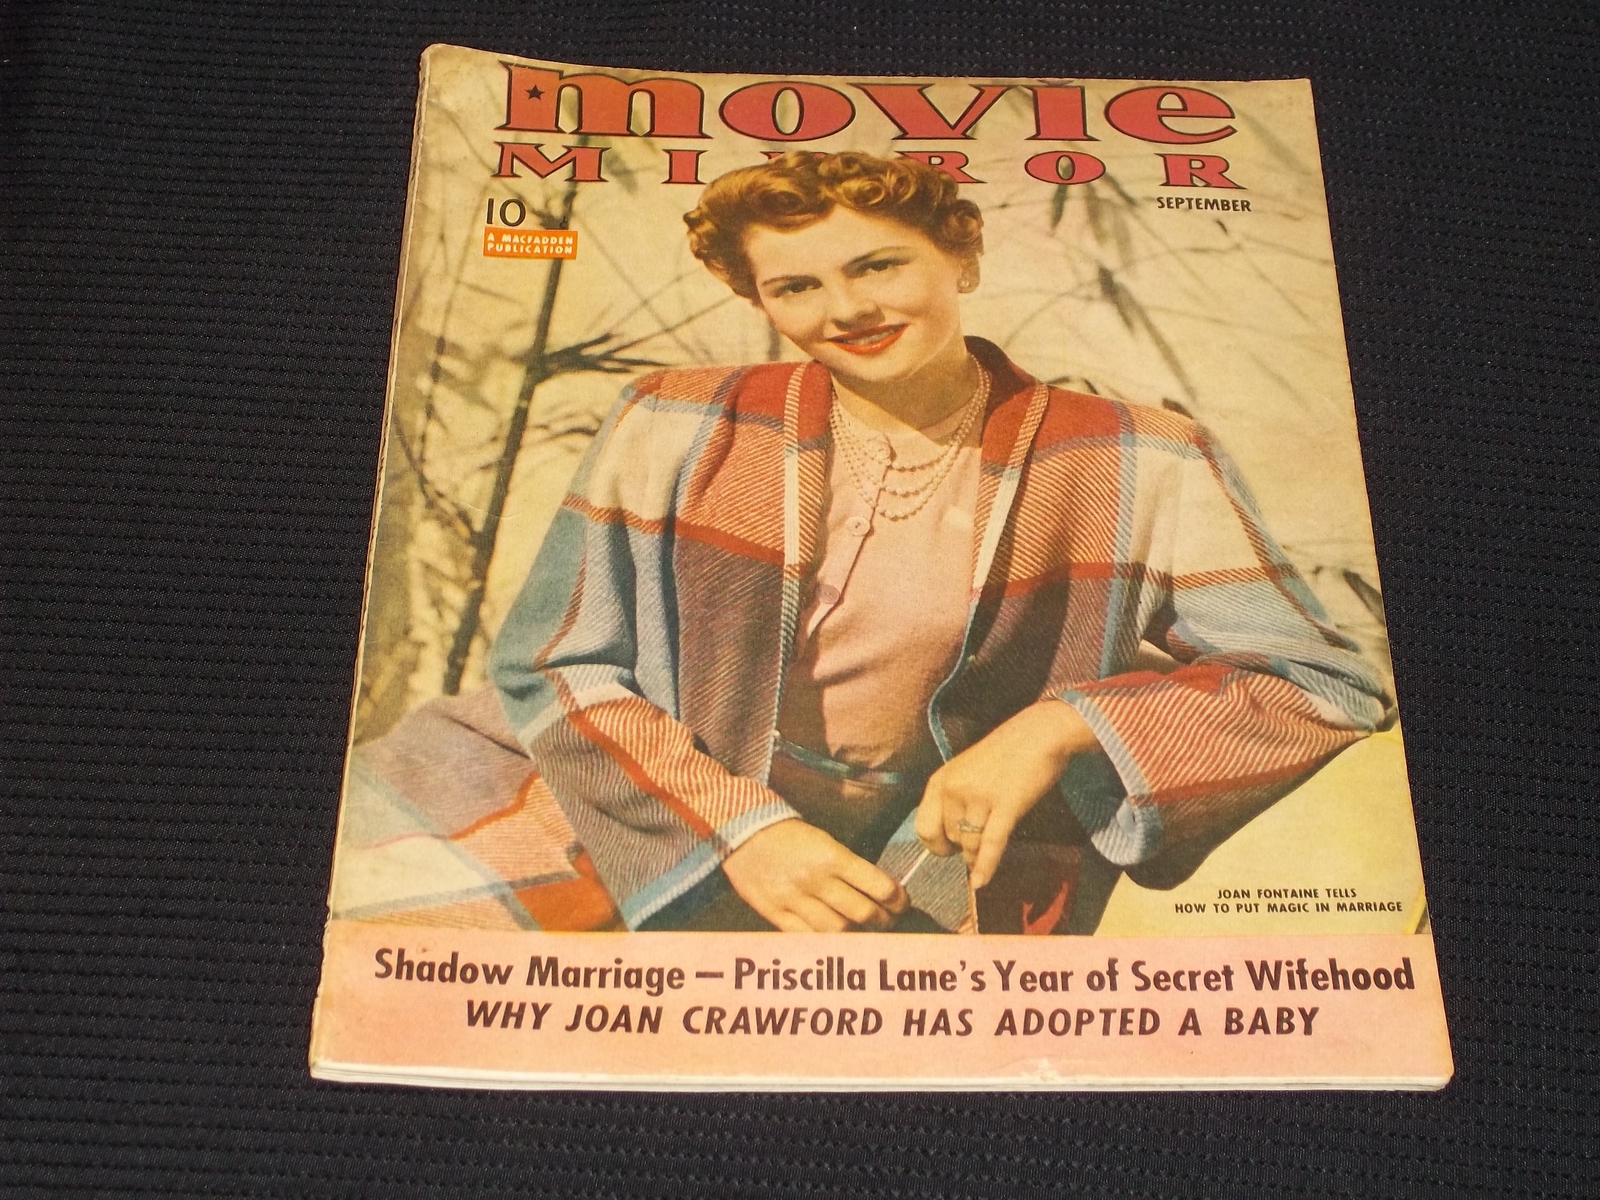 movie
MIRROR
10
SEPTEMBER
A MACFADDEN
PUBLICATION
JOAN FONTAINE TELLS
HOW TO PUT MAGIC IN MARRIAGE
Shadow Marriage — Priscilla Lane's Year of Secret Wifehood
WHY JOAN CRAWFORD HAS ADOPTED A BABY